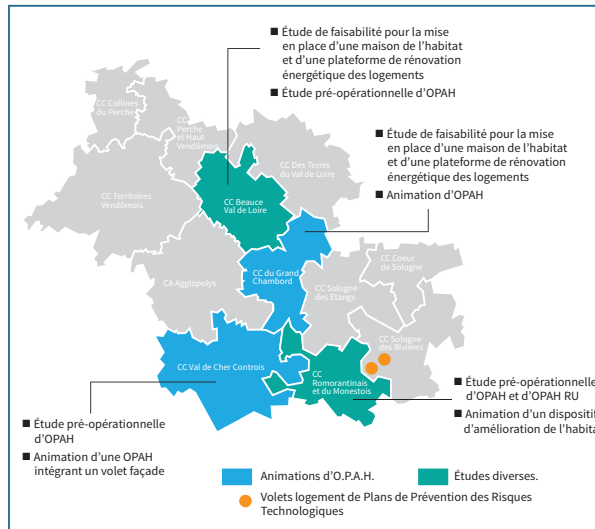 ■ Étude de faisabilité pour la mise
en place d'une maison de l'habitat
et d'une plateforme de rénovation
énergétique des logements
■ Étude pré-opérationnelle d'OPAH
■ Étude de faisabilité pour la mise
en place d'une maison de l'habitat
et d'une plateforme de rénovation
énergétique des logements
■ Animation d'OPAH
CC Collines
du Perche
CC
Perche
et Haut
Vendômois
CC Des Terres
du Val de Loire
CC Territoires
Vendômois
CC Beauce
Val de Loire
CA Agglopolys
CC du Grand
Chambord
CC Coeur
de Sologne
CC Sologne
des Etangs
CC Sologne
des Rivières
CC Val de Cher Controis
CC
Romorantinais
et du Monestois
■ Étude pré-opérationnelle
d'OPAH
■ Animation d'une OPAH
intégrant un volet façade
■ Étude pré-opérationnelle
d'OPAH et d'OPAH RU
■ Animation d'un dispositif
d'amélioration de l'habita
Animations d'O.P.A.H.
Études diverses.
Volets logement de Plans de Prévention des Risques
Technologiques